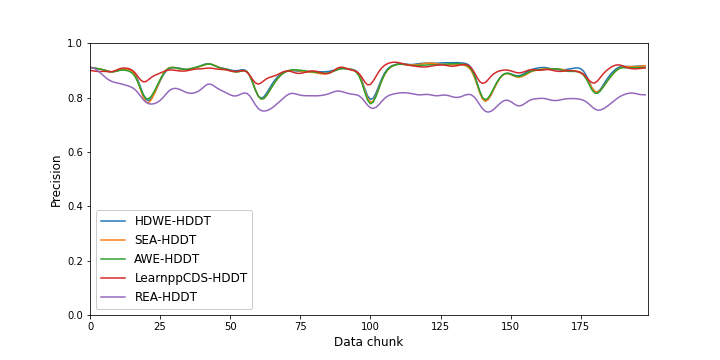 1.0
0.8
0.6
0.4
0.2
0.0
Precision
HDWE-HDDT
SEA-HDDT
AWE-HDDT
LearnppCDS-HDDT
REA-HDDT
0 25 50 75 100 125 150 175
Data chunk